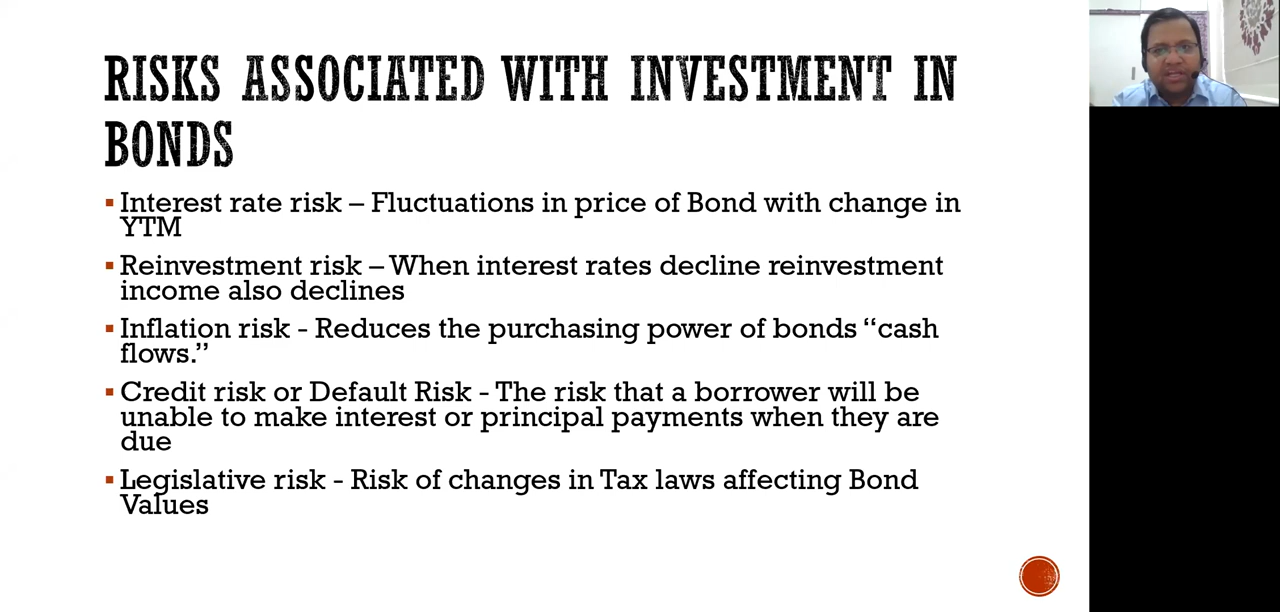 RISKS ASSOCIATED WITH INVESTMENT IN
BONDS
▪ Interest rate risk – Fluctuations in price of Bond with change in
YTM
▪ Reinvestment risk – When interest rates decline reinvestment
income also declines
▪ Inflation risk - Reduces the purchasing power of bonds “cash
flows.”
▪ Credit risk or Default Risk - The risk that a borrower will be
unable to make interest or principal payments when they are
due
▪ Legislative risk - Risk of changes in Tax laws affecting Bond
Values